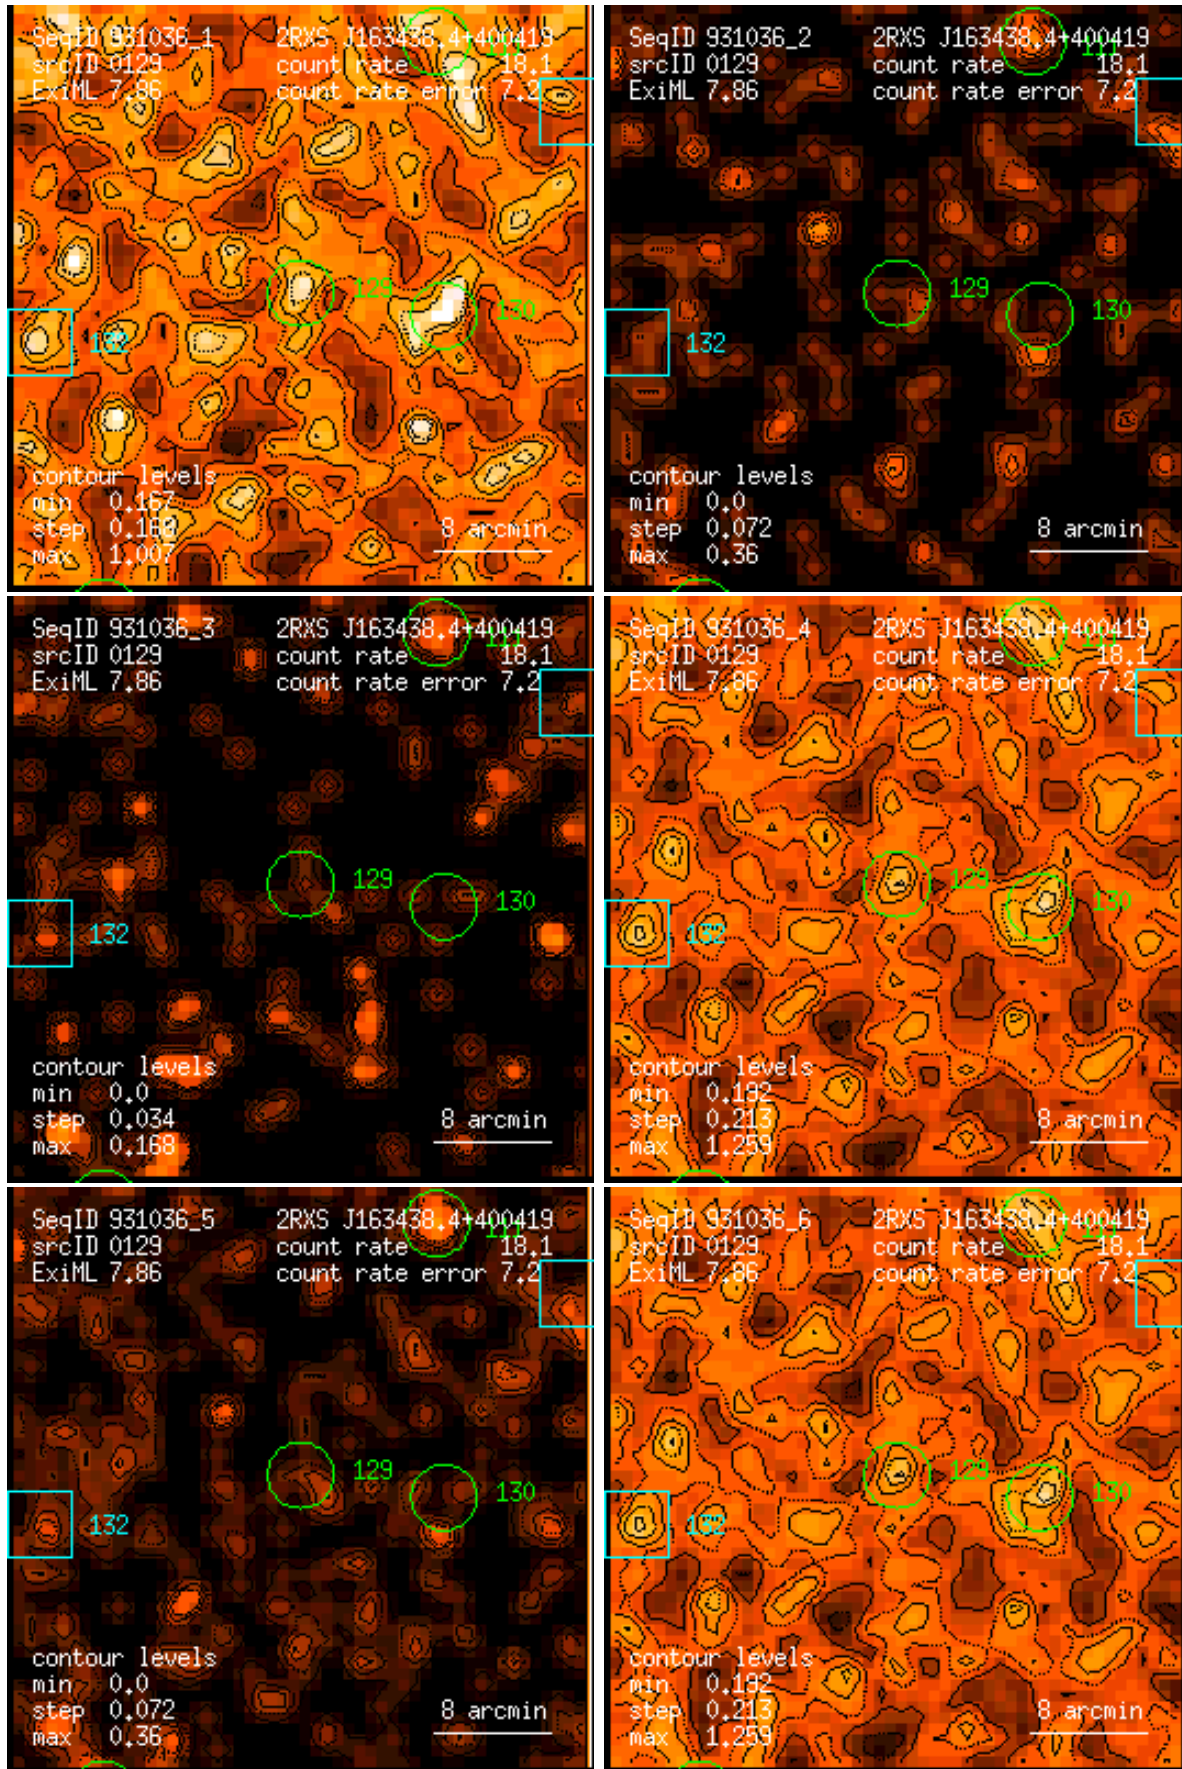 SeqID 931036_1 2RXS J163438.4+400419
srcID 0129 count rate 18.1
ExiML 7.86 count rate error 7.2
111
129
130
132
contour levels
min 0.167
step 0.168
max 1.007
8 arcmin
SeqID 931036_2 2RXS J163438.4+400419
srcID 0129 count rate 18.1
ExiML 7.86 count rate error 7.2
111
129
130
132
contour levels
min 0.0
step 0.072
max 0.36
8 arcmin
SeqID 931036_3 2RXS J163438.4+400419
srcID 0129 count rate 18.1
ExiML 7.86 count rate error 7.2
111
129
130
132
contour levels
min 0.0
step 0.034
max 0.168
8 arcmin
SeqID 931036_4 2RXS J163438.4+400419
srcID 0129 count rate 18.1
ExiML 7.86 count rate error 7.2
111
129
130
132
contour levels
min 0.192
step 0.213
max 1.259
8 arcmin
SeqID 931036_5 2RXS J163438.4+400419
srcID 0129 count rate 18.1
ExiML 7.86 count rate error 7.2
111
129
130
132
contour levels
min 0.0
step 0.072
max 0.36
8 arcmin
SeqID 931036_6 2RXS J163438.4+400419
srcID 0129 count rate 18.1
ExiML 7.86 count rate error 7.2
111
129
130
132
contour levels
min 0.192
step 0.213
max 1.259
8 arcmin